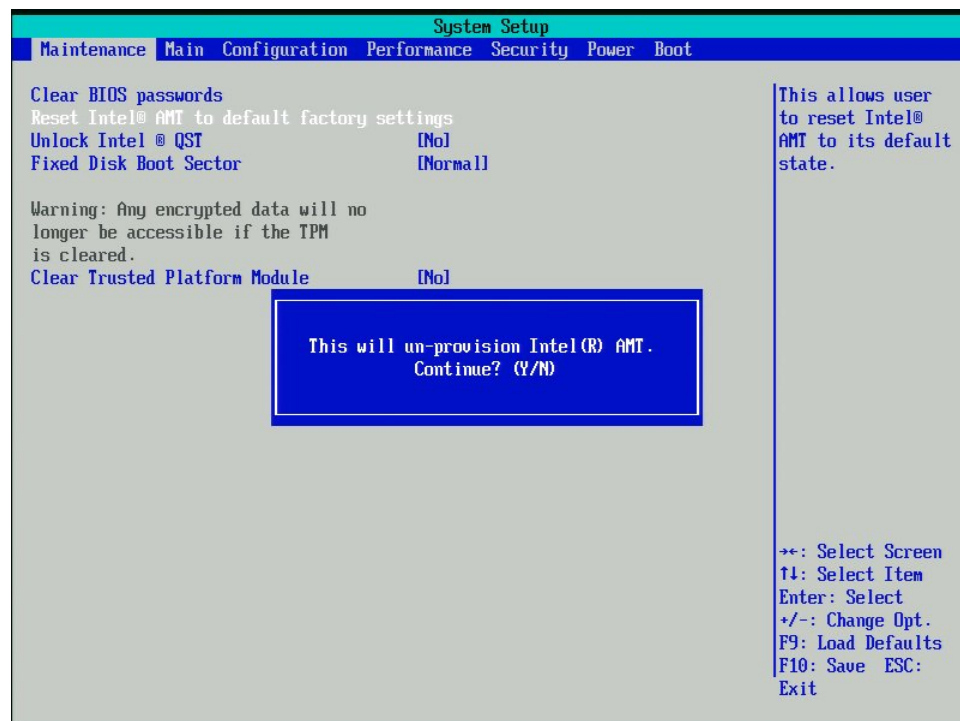 System Setup
Maintenance Main Configuration Performance Security Power Boot
Clear BIOS passwords
Reset Intel® AMT to default factory settings
Unlock Intel ® QST [No]
Fixed Disk Boot Sector [Normal]
Warning: Any encrypted data will no
longer be accessible if the TPM
is cleared.
Clear Trusted Platform Module [No]
This will un-provision Intel(R) AMT.
Continue? (Y/N)
This allows user
to reset Intel®
AMT to its default
state.
→←: Select Screen
↑↓: Select Item
Enter: Select
+/-: Change Opt.
F9: Load Defaults
F10: Save ESC:
Exit